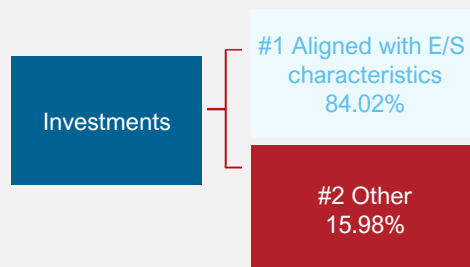 Investments
#1 Aligned with E/S
characteristics
84.02%
#2 Other
15.98%